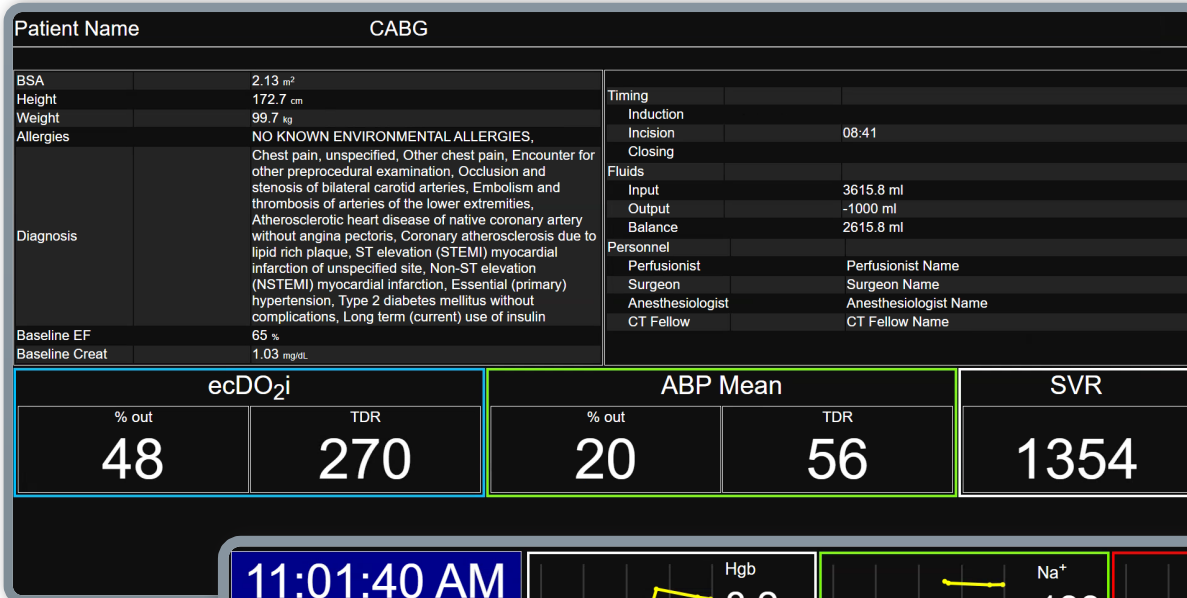 Patient Name CABG
BSA 2.13 m²
Height 172.7 cm
Weight 99.7 kg
Allergies NO KNOWN ENVIRONMENTAL ALLERGIES,
Diagnosis
Chest pain, unspecified, Other chest pain, Encounter for
other preprocedural examination, Occlusion and
stenosis of bilateral carotid arteries, Embolism and
thrombosis of arteries of the lower extremities,
Atherosclerotic heart disease of native coronary artery
without angina pectoris, Coronary atherosclerosis due to
lipid rich plaque, ST elevation (STEMI) myocardial
infarction of unspecified site, Non-ST elevation
(NSTEMI) myocardial infarction, Essential (primary)
hypertension, Type 2 diabetes mellitus without
complications, Long term (current) use of insulin
Baseline EF 65 %
Baseline Creat 1.03 mg/dL
Timing
Induction
Incision 08:41
Closing
Fluids
Input 3615.8 ml
Output -1000 ml
Balance 2615.8 ml
Personnel
Perfusionist Perfusionist Name
Surgeon Surgeon Name
Anesthesiologist Anesthesiologist Name
CT Fellow CT Fellow Name
ecDO₂i
% out TDR
48 270
ABP Mean
% out TDR
20 56
SVR
1354
11:01:40 AM
Hgb
Na⁺